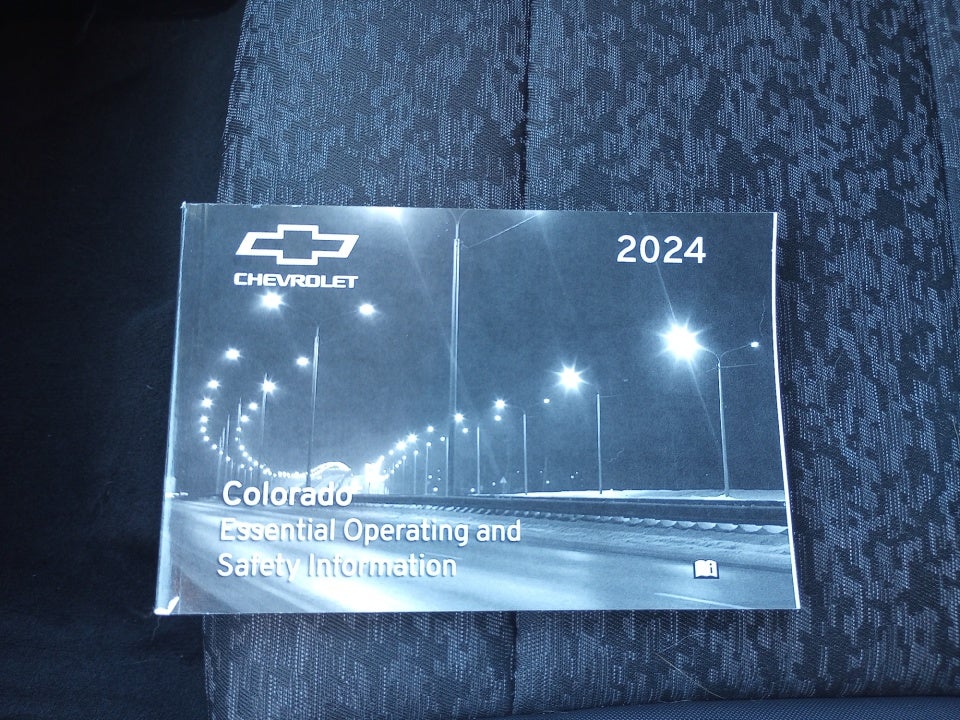 CHEVROLET
2024
Colorado
Essential Operating and
Safety Information